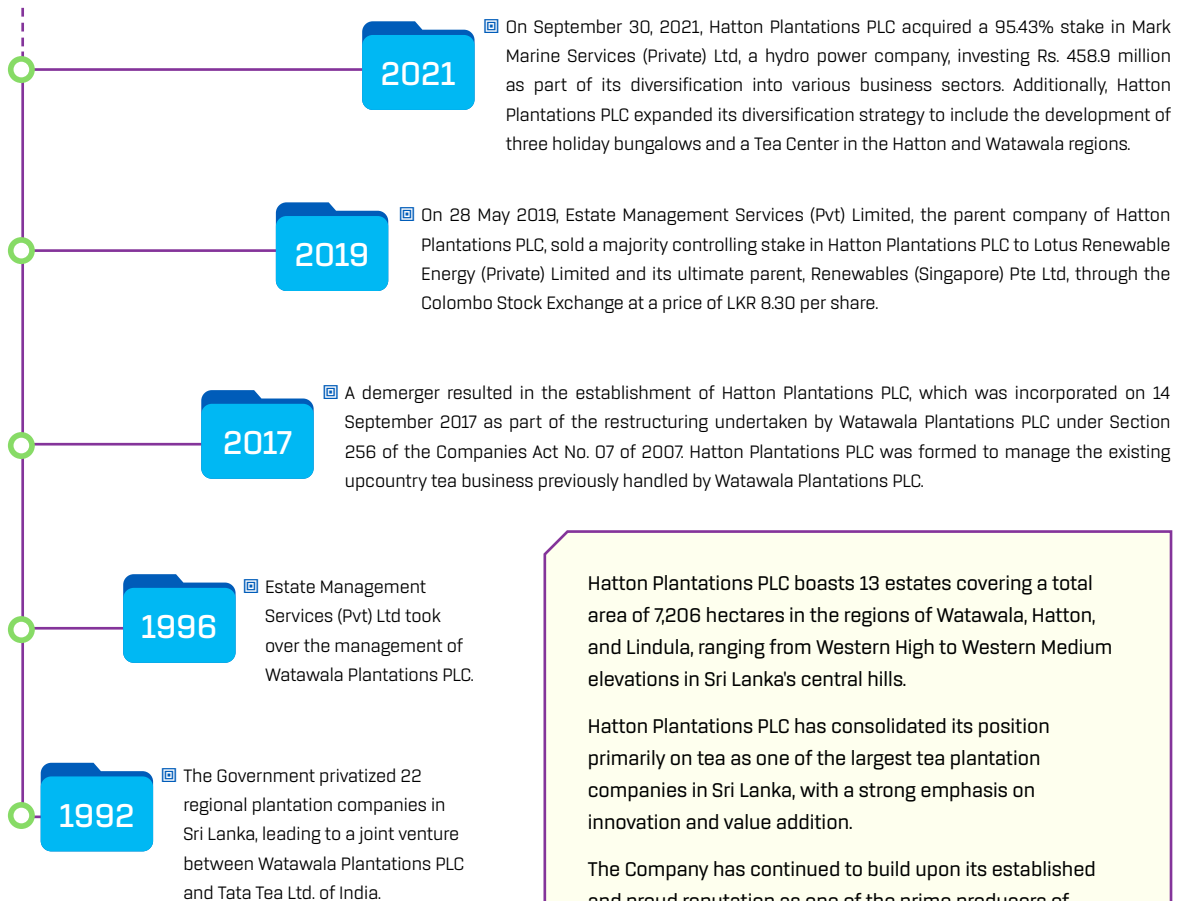 2021
On September 30, 2021, Hatton Plantations PLC acquired a 95.43% stake in Mark
Marine Services (Private) Ltd, a hydro power company, investing Rs. 458.9 million
as part of its diversification into various business sectors. Additionally, Hatton
Plantations PLC expanded its diversification strategy to include the development of
three holiday bungalows and a Tea Center in the Hatton and Watawala regions.
2019
On 28 May 2019, Estate Management Services (Pvt) Limited, the parent company of Hatton
Plantations PLC, sold a majority controlling stake in Hatton Plantations PLC to Lotus Renewable
Energy (Private) Limited and its ultimate parent, Renewables (Singapore) Pte Ltd, through the
Colombo Stock Exchange at a price of LKR 8.30 per share.
2017
A demerger resulted in the establishment of Hatton Plantations PLC, which was incorporated on 14
September 2017 as part of the restructuring undertaken by Watawala Plantations PLC under Section
256 of the Companies Act No. 07 of 2007. Hatton Plantations PLC was formed to manage the existing
upcountry tea business previously handled by Watawala Plantations PLC.
1996
Estate Management
Services (Pvt) Ltd took
over the management of
Watawala Plantations PLC.
1992
The Government privatized 22
regional plantation companies in
Sri Lanka, leading to a joint venture
between Watawala Plantations PLC
and Tata Tea Ltd. of India.
Hatton Plantations PLC boasts 13 estates covering a total
area of 7,206 hectares in the regions of Watawala, Hatton,
and Lindula, ranging from Western High to Western Medium
elevations in Sri Lanka's central hills.
Hatton Plantations PLC has consolidated its position
primarily on tea as one of the largest tea plantation
companies in Sri Lanka, with a strong emphasis on
innovation and value addition.
The Company has continued to build upon its established
and proud reputation as one of the prime producers of